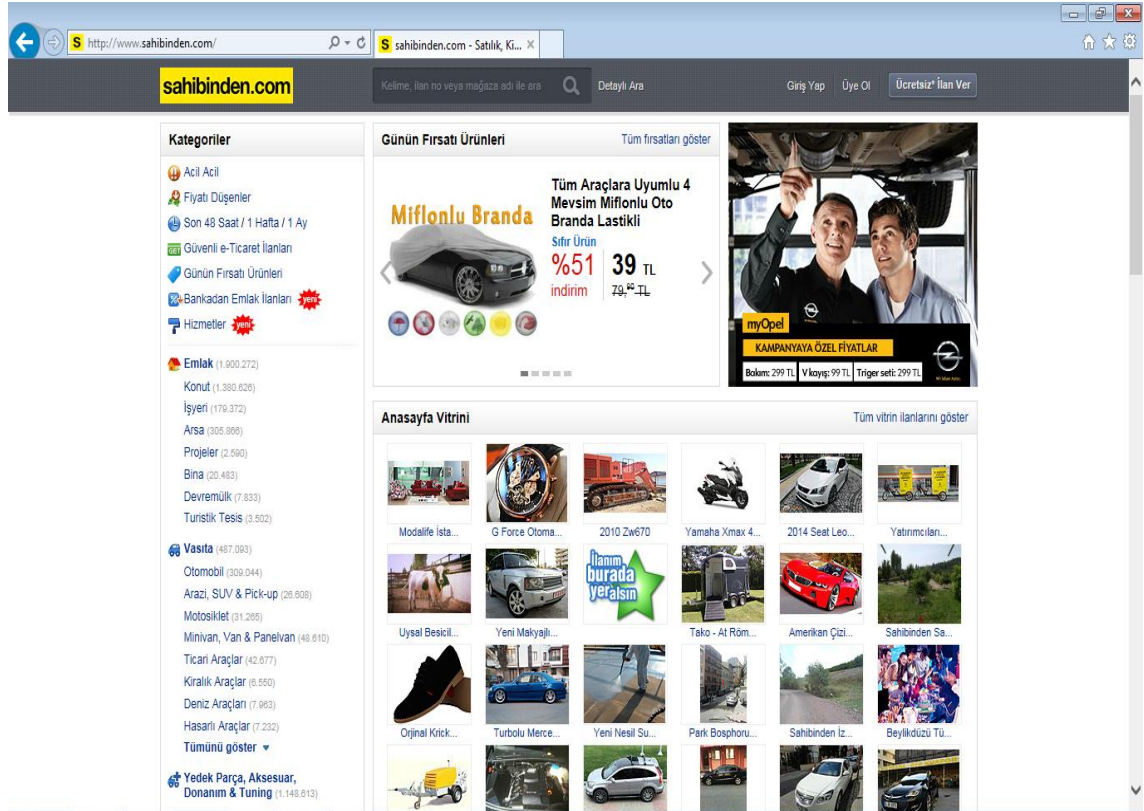 S http://www.sahibinden.com/
S sahibinden.com - Satılık, Ki...
sahibinden.com
Kelime, ilan no veya mağaza adı ile ara
Detaylı Ara
Giriş Yap
Üye Ol
Ücretsiz* İlan Ver
Kategoriler
Acil Acil
Fiyatı Düşenler
Son 48 Saat / 1 Hafta / 1 Ay
GET Güvenli e-Ticaret İlanları
Günün Fırsatı Ürünleri
Bankadan Emlak İlanları yeni
Hizmetler yeni
Emlak (1.900.272)
Konut (1.380.626)
İşyeri (179.372)
Arsa (305.866)
Projeler (2.590)
Bina (20.483)
Devremülk (7.833)
Turistik Tesis (3.502)
Vasıta (487.093)
Otomobil (309.044)
Arazi, SUV & Pick-up (26.608)
Motosiklet (31.265)
Minivan, Van & Panelvan (48.610)
Ticari Araçlar (42.677)
Kiralık Araçlar (6.550)
Deniz Araçları (7.963)
Hasarlı Araçlar (7.232)
Tümünü göster
Yedek Parça, Aksesuar,
Donanım & Tuning (1.148.613)
Günün Fırsatı Ürünleri
Tüm fırsatları göster
Miflonlu Branda
Tüm Araçlara Uyumlu 4
Mevsim Miflonlu Oto
Branda Lastikli
Sıfır Ürün
%51 indirim
39 TL
myOpel
KAMPANYAYA ÖZEL FİYATLAR
Bakım: 299 TL V kayış: 99 TL Triger seti: 299 TL
Anasayfa Vitrini
Tüm vitrin ilanlarını göster
Modalife İsta...
G Force Otoma...
2010 Zw670
Yamaha Xmax 4...
2014 Seat Leo...
Yatırımcıları...
ilanım
burada
yeralsın
Uysal Besicil...
Yeni Makyajlı...
Tako - At Röm...
Amerikan Çizi...
Sahibinden Sa...
Orjinal Krick...
Turbolu Merce...
Yeni Nesil Su...
Park Bosphoru...
Sahibinden İz...
Beylikdüzü Tü...